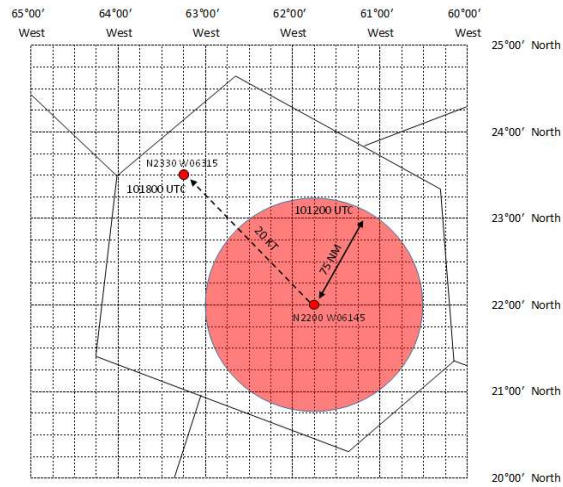 65°00’ 64°00’ 63°00’ 62°00’ 61°00’ 60°00’
West West West West West West
25°00’ North
24°00’ North
N2330 W06315
101800 UTC
101200 UTC
23°00’ North
20 KT
75 NM
22°00’ North
N2200 W06145
21°00’ North
20°00’ North